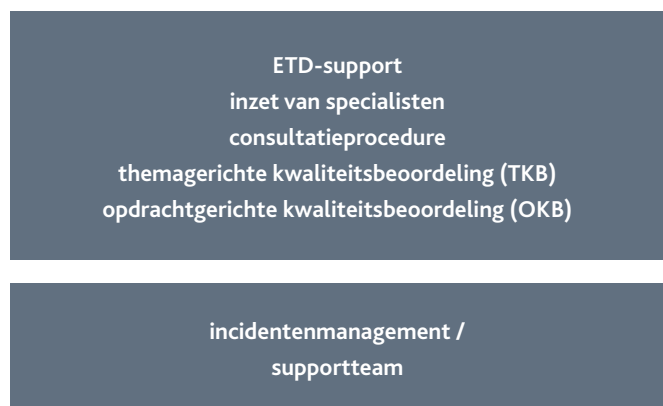 ETD-support
inzet van specialisten
consultatieprocedure
themagerichte kwaliteitsbeoordeling (TKB)
opdrachtgerichte kwaliteitsbeoordeling (OKB)
incidentenmanagement /
supportteam